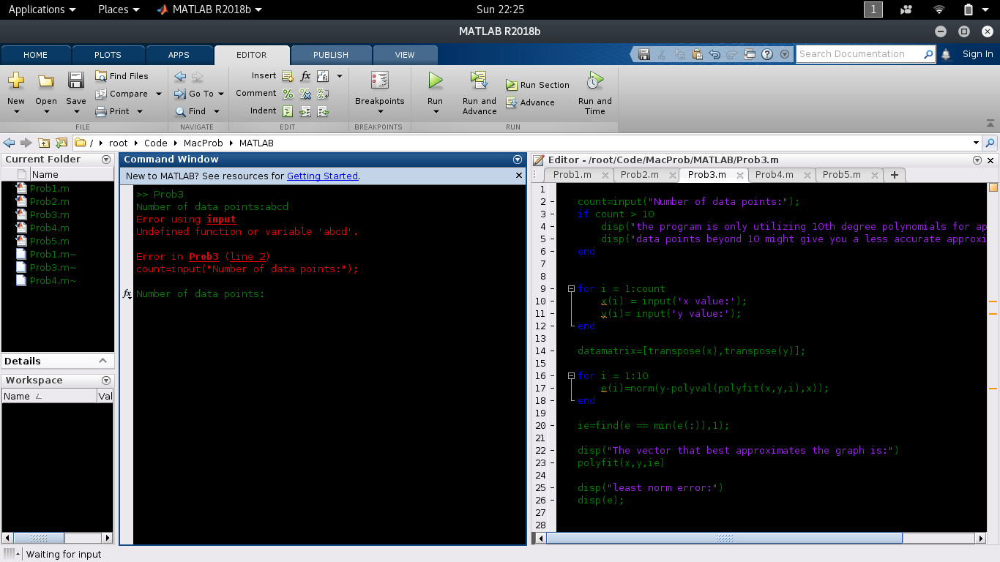 Applications Places MATLAB R2018b Sun 22:25 1
MATLAB R2018b
HOME PLOTS APPS EDITOR PUBLISH VIEW Search Documentation Sign In
New Open Save Find Files Compare Print
Go To Find
Insert fx Comment Indent
Breakpoints
Run Run and Advance Run Section Advance Run and Time
FILE NAVIGATE EDIT BREAKPOINTS RUN
/ root Code MacProb MATLAB
Current Folder
Name
Prob1.m
Prob2.m
Prob3.m
Prob4.m
Prob5.m
Prob1.m~
Prob3.m~
Prob4.m~
Details
Workspace
Name Val
Command Window
New to MATLAB? See resources for Getting Started.
>> Prob3
Number of data points:abcd
Error using input
Undefined function or variable 'abcd'.
Error in Prob3 (line 2)
count=input("Number of data points:");
fx Number of data points:
Editor - /root/Code/MacProb/MATLAB/Prob3.m
Prob1.m Prob2.m Prob3.m Prob4.m Prob5.m
1
2 - count=input("Number of data points:");
3 - if count > 10
4 - disp("the program is only utilizing 10th degree polynomials for ap
5 - disp("data points beyond 10 might give you a less accurate approxi
6 - end
7
8
9 - for i = 1:count
10 - x(i) = input('x value:');
11 - y(i)= input('y value:');
12 - end
13
14 - datamatrix=[transpose(x),transpose(y)];
15
16 - for i = 1:10
17 - e(i)=norm(y-polyval(polyfit(x,y,i),x));
18 - end
19
20 - ie=find(e == min(e(:)),1);
21
22 - disp("The vector that best approximates the graph is:")
23 - polyfit(x,y,ie)
24
25 - disp("least norm error:")
26 - disp(e);
27
28
Waiting for input